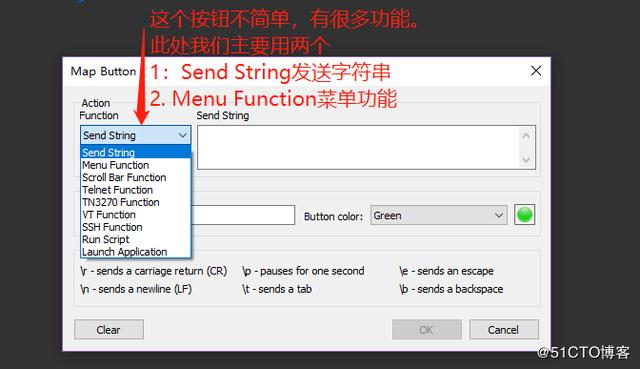 这个按钮不简单，有很多功能。
此处我们主要用两个
1：Send String发送字符串
2. Menu Function菜单功能
Map Button
Action
Function
Send String
Send String
Send String
Menu Function
Scroll Bar Function
Telnet Function
TN3270 Function
VT Function
SSH Function
Run Script
Launch Application
Button color:
Green
\r - sends a carriage return (CR)
\p - pauses for one second
\e - sends an escape
\n - sends a newline (LF)
\t - sends a tab
\b - sends a backspace
Clear
OK
Cancel
@51CTO博客